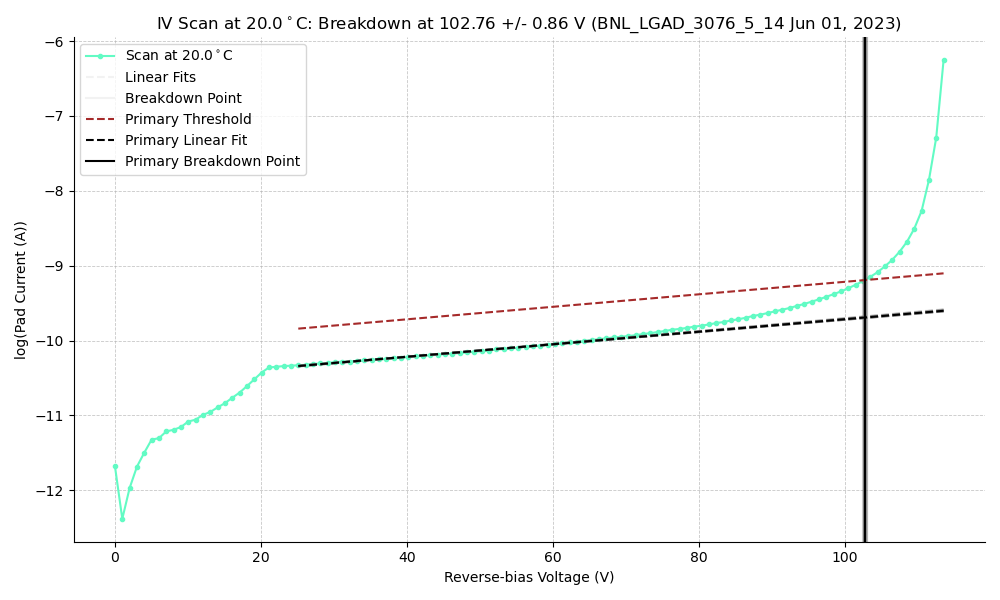 IV Scan at 20.0°C: Breakdown at 102.76 +/- 0.86 V (BNL_LGAD_3076_5_14 Jun 01, 2023)
Scan at 20.0°C
Linear Fits
Breakdown Point
Primary Threshold
Primary Linear Fit
Primary Breakdown Point
log(Pad Current (A))
−6
−7
−8
−9
−10
−11
−12
0 20 40 60 80 100
Reverse-bias Voltage (V)